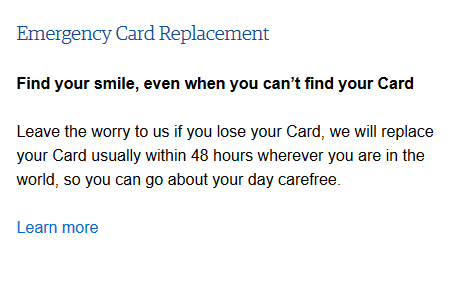 Emergency Card Replacement
Find your smile, even when you can’t find your Card
Leave the worry to us if you lose your Card, we will replace
your Card usually within 48 hours wherever you are in the
world, so you can go about your day carefree.
Learn more